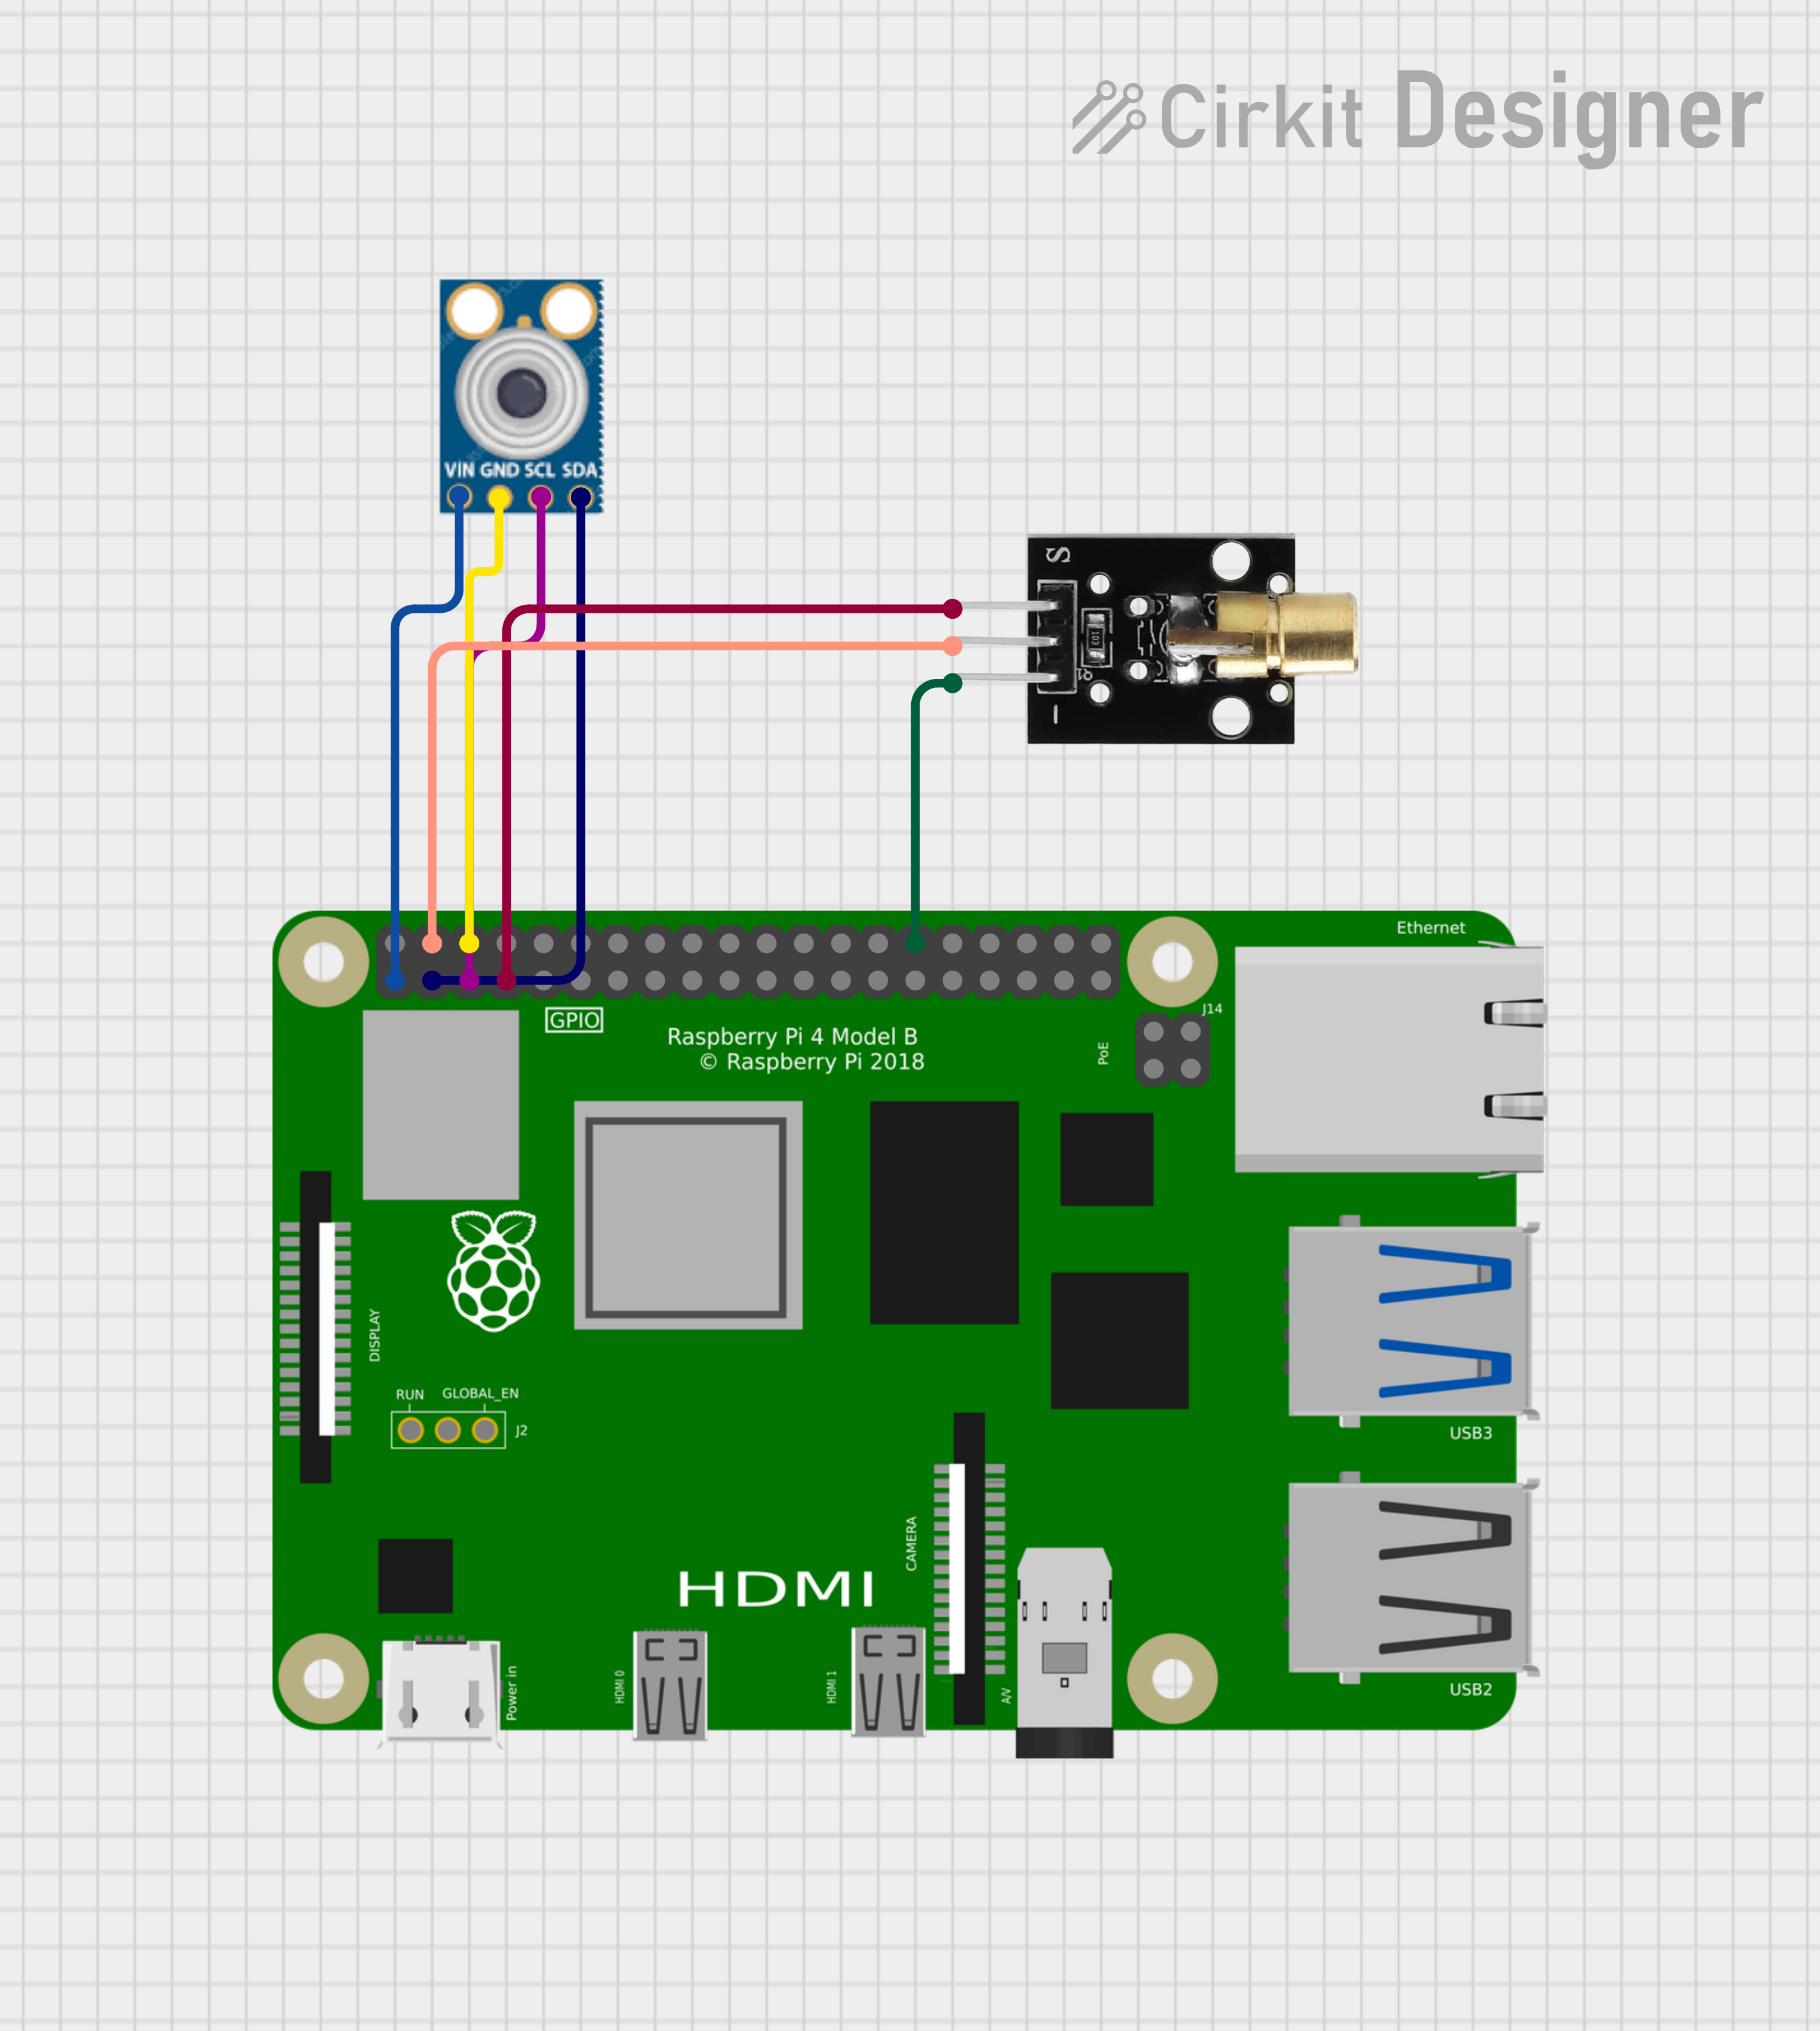 Cirkit Designer
VIN GND SCL SDA
S
103
–
Ethernet
GPIO
J14
Raspberry Pi 4 Model B
© Raspberry Pi 2018
PoE
DISPLAY
RUN GLOBAL_EN
J2
USB3
CAMERA
HDMI
Power in
HDMI 0
HDMI 1
A/V
USB2